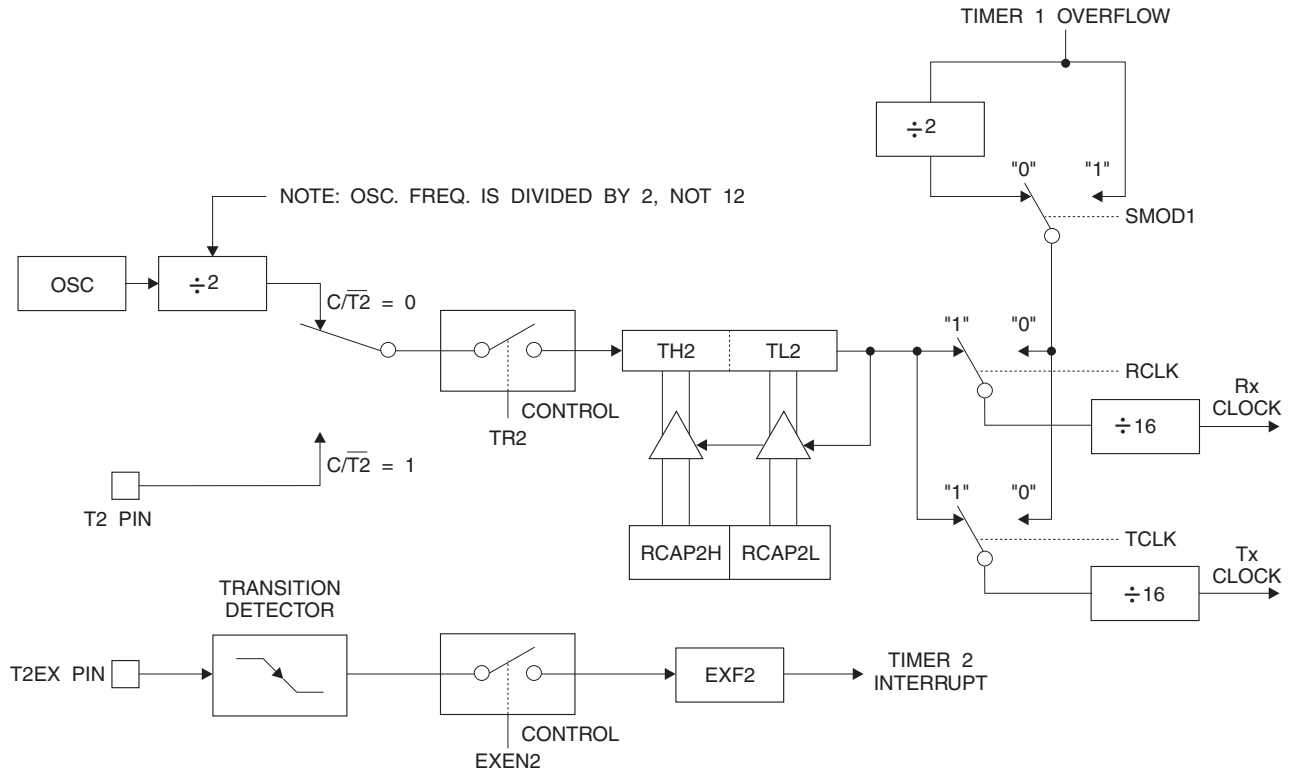 TIMER 1 OVERFLOW
÷2
"0" "1"
NOTE: OSC. FREQ. IS DIVIDED BY 2, NOT 12
SMOD1
OSC
÷2
C/T̅2̅ = 0
"1" "0"
TH2 TL2
RCLK
Rx
CLOCK
CONTROL
TR2
÷16
C/T̅2̅ = 1
T2 PIN
"1" "0"
RCAP2H RCAP2L
TCLK
Tx
CLOCK
÷16
TRANSITION
DETECTOR
T2EX PIN
EXF2
TIMER 2
INTERRUPT
CONTROL
EXEN2